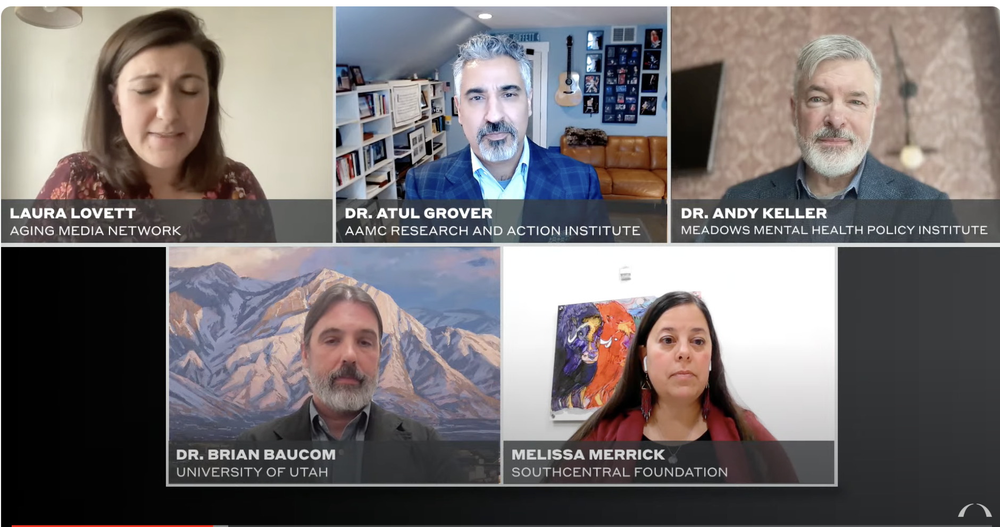 BUFFETT
LAURA LOVETT
AGING MEDIA NETWORK
DR. ATUL GROVER
AAMC RESEARCH AND ACTION INSTITUTE
DR. ANDY KELLER
MEADOWS MENTAL HEALTH POLICY INSTITUTE
DR. BRIAN BAUCOM
UNIVERSITY OF UTAH
MELISSA MERRICK
SOUTHCENTRAL FOUNDATION